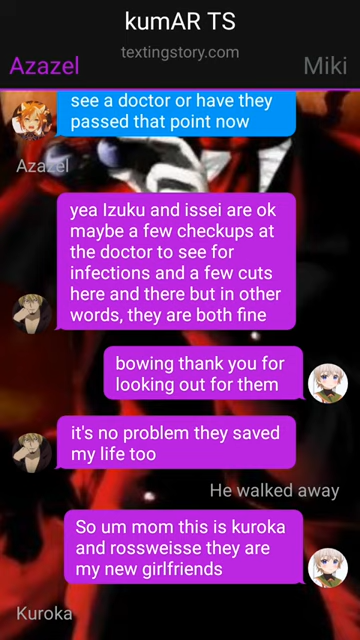 kumAR TS
textingstory.com
Azazel
Miki
see a doctor or have they
passed that point now
Azazel
yea Izuku and issei are ok
maybe a few checkups at
the doctor to see for
infections and a few cuts
here and there but in other
words, they are both fine
bowing thank you for
looking out for them
it's no problem they saved
my life too
He walked away
So um mom this is kuroka
and rossweisse they are
my new girlfriends
Kuroka